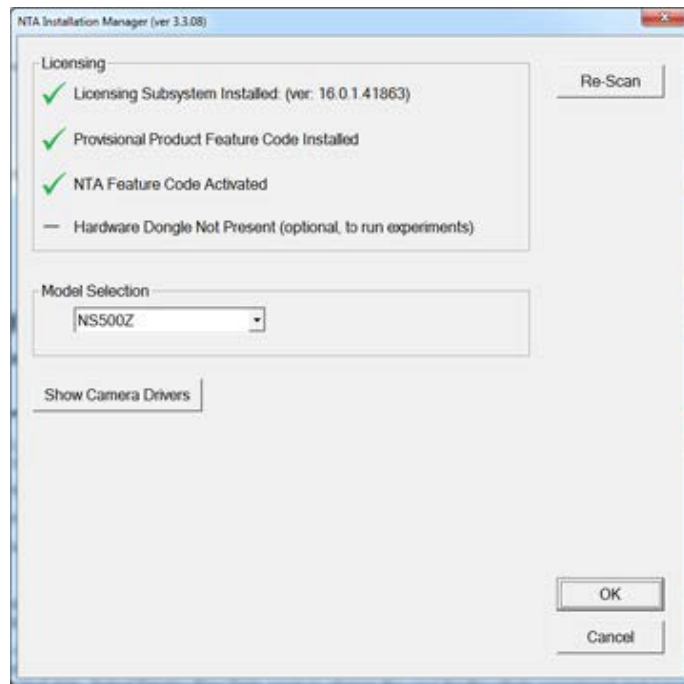 NTA Installation Manager (ver 3.3.08)
Licensing
Re-Scan
Licensing Subsystem Installed: (ver: 16.0.1.41863)
Provisional Product Feature Code Installed
NTA Feature Code Activated
Hardware Dongle Not Present (optional, to run experiments)
Model Selection
NS500Z
Show Camera Drivers
OK
Cancel